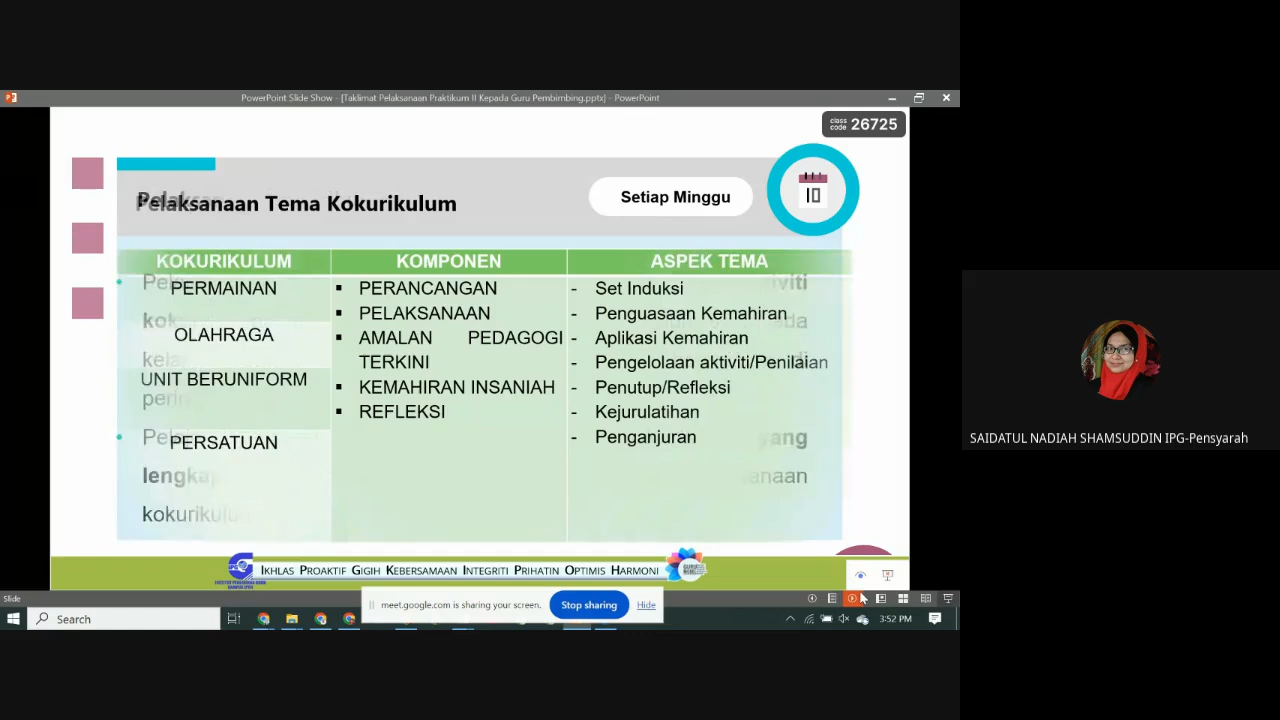 PowerPoint Slide Show - [Taklimat Pelaksanaan Praktikum II Kepada Guru Pembimbing.pptx] - PowerPoint
class code 26725
Pelaksanaan Tema Kokurikulum
Setiap Minggu
10
KOKURIKULUM
PERMAINAN
OLAHRAGA
UNIT BERUNIFORM
PERSATUAN
KOMPONEN
▪ PERANCANGAN
▪ PELAKSANAAN
▪ AMALAN PEDAGOGI
TERKINI
▪ KEMAHIRAN INSANIAH
▪ REFLEKSI
ASPEK TEMA
- Set Induksi
- Penguasaan Kemahiran
- Aplikasi Kemahiran
- Pengelolaan aktiviti/Penilaian
- Penutup/Refleksi
- Kejurulatihan
- Penganjuran
yang
IKHLAS PROAKTIF GIGIH KEBERSAMAAN INTEGRITI PRIHATIN OPTIMIS HARMONI
Slide
meet.google.com is sharing your screen.
Stop sharing
Hide
Search
3:52 PM
SAIDATUL NADIAH SHAMSUDDIN IPG-Pensyarah